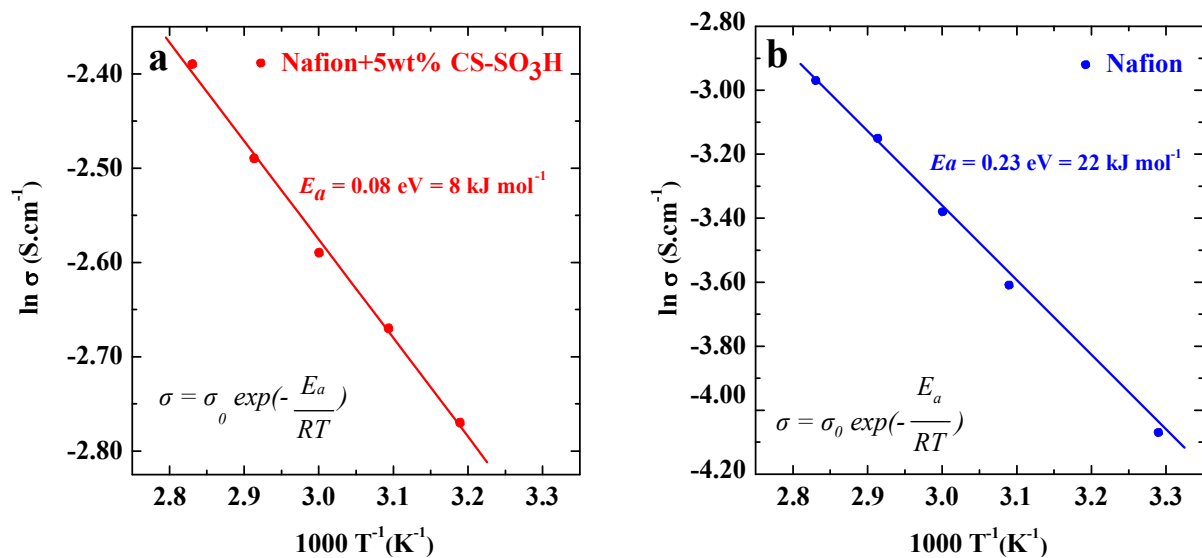 a
Nafion+5wt% CS-SO3H
ln σ (S.cm-1)
-2.40
-2.50
-2.60
-2.70
-2.80
Ea = 0.08 eV = 8 kJ mol-1
σ = σ0 exp(- Ea/RT)
2.8 2.9 3.0 3.1 3.2 3.3
1000 T-1(K-1)
b
Nafion
ln σ (S.cm-1)
-2.80
-3.00
-3.20
-3.40
-3.60
-3.80
-4.00
-4.20
Ea = 0.23 eV = 22 kJ mol-1
σ = σ0 exp(- Ea/RT)
2.8 2.9 3.0 3.1 3.2 3.3
1000 T-1(K-1)